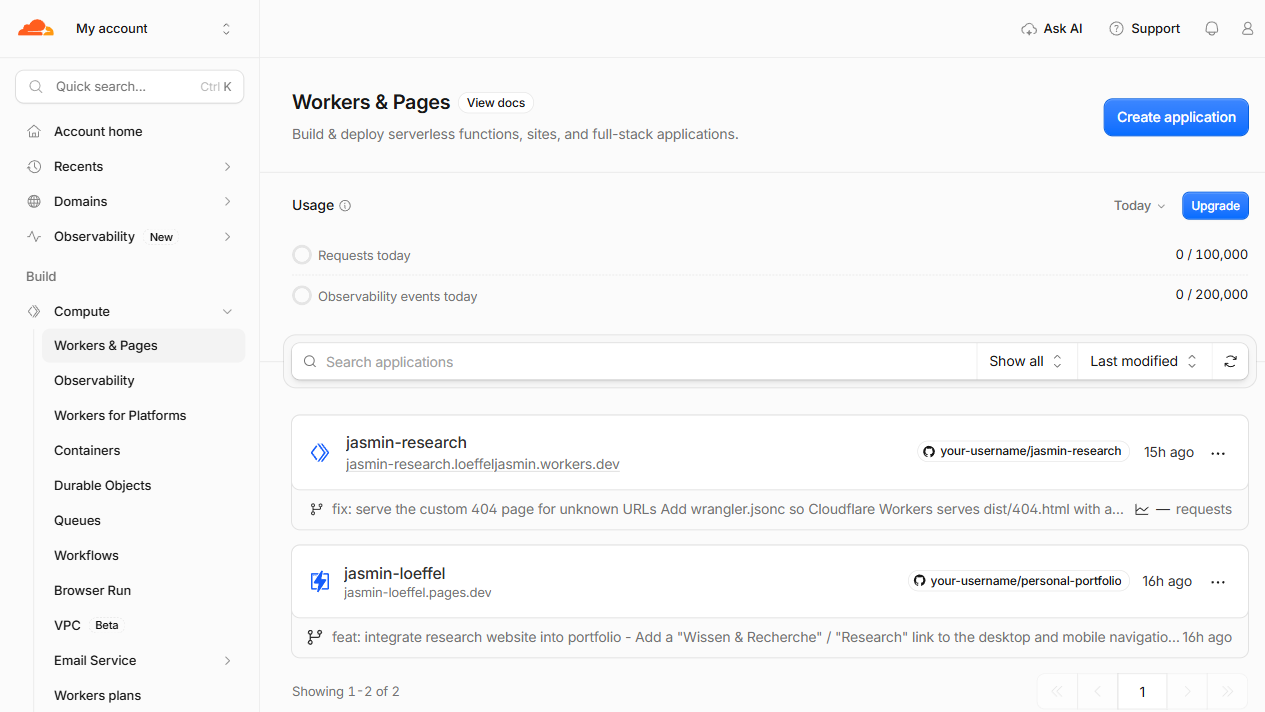 My account
Ask AI
Support
Quick search... Ctrl K
Account home
Recents
Domains
Observability New
Build
Compute
Workers & Pages
Observability
Workers for Platforms
Containers
Durable Objects
Queues
Workflows
Browser Run
VPC Beta
Email Service
Workers plans
Workers & Pages View docs
Build & deploy serverless functions, sites, and full-stack applications.
Create application
Usage
Today
Upgrade
Requests today 0 / 100,000
Observability events today 0 / 200,000
Search applications
Show all
Last modified
jasmin-research
jasmin-research.loeffeljasmin.workers.dev
your-username/jasmin-research 15h ago
fix: serve the custom 404 page for unknown URLs Add wrangler.jsonc so Cloudflare Workers serves dist/404.html with a... — requests
jasmin-loeffel
jasmin-loeffel.pages.dev
your-username/personal-portfolio 16h ago
feat: integrate research website into portfolio - Add a "Wissen & Recherche" / "Research" link to the desktop and mobile navigatio... 16h ago
Showing 1-2 of 2
1